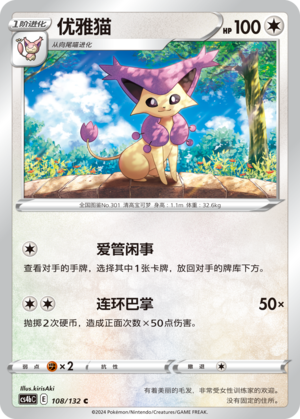 1阶进化
优雅猫
HP 100
从向尾喵进化
全国图鉴No.301 清高宝可梦 身高：1.1m 体重：32.6kg
爱管闲事
查看对手的手牌，选择其中1张卡牌，放回对手的牌库下方。
连环巴掌 50×
抛掷2次硬币，造成正面次数×50点伤害。
弱点 ×2 抵抗力 撤退
Illus.kirisAki
CS4bC E 108/132 C
有着美丽的毛发，非常受女性训练家的欢迎。
没有固定的住所。
©2024 Pokémon/Nintendo/Creatures/GAME FREAK.